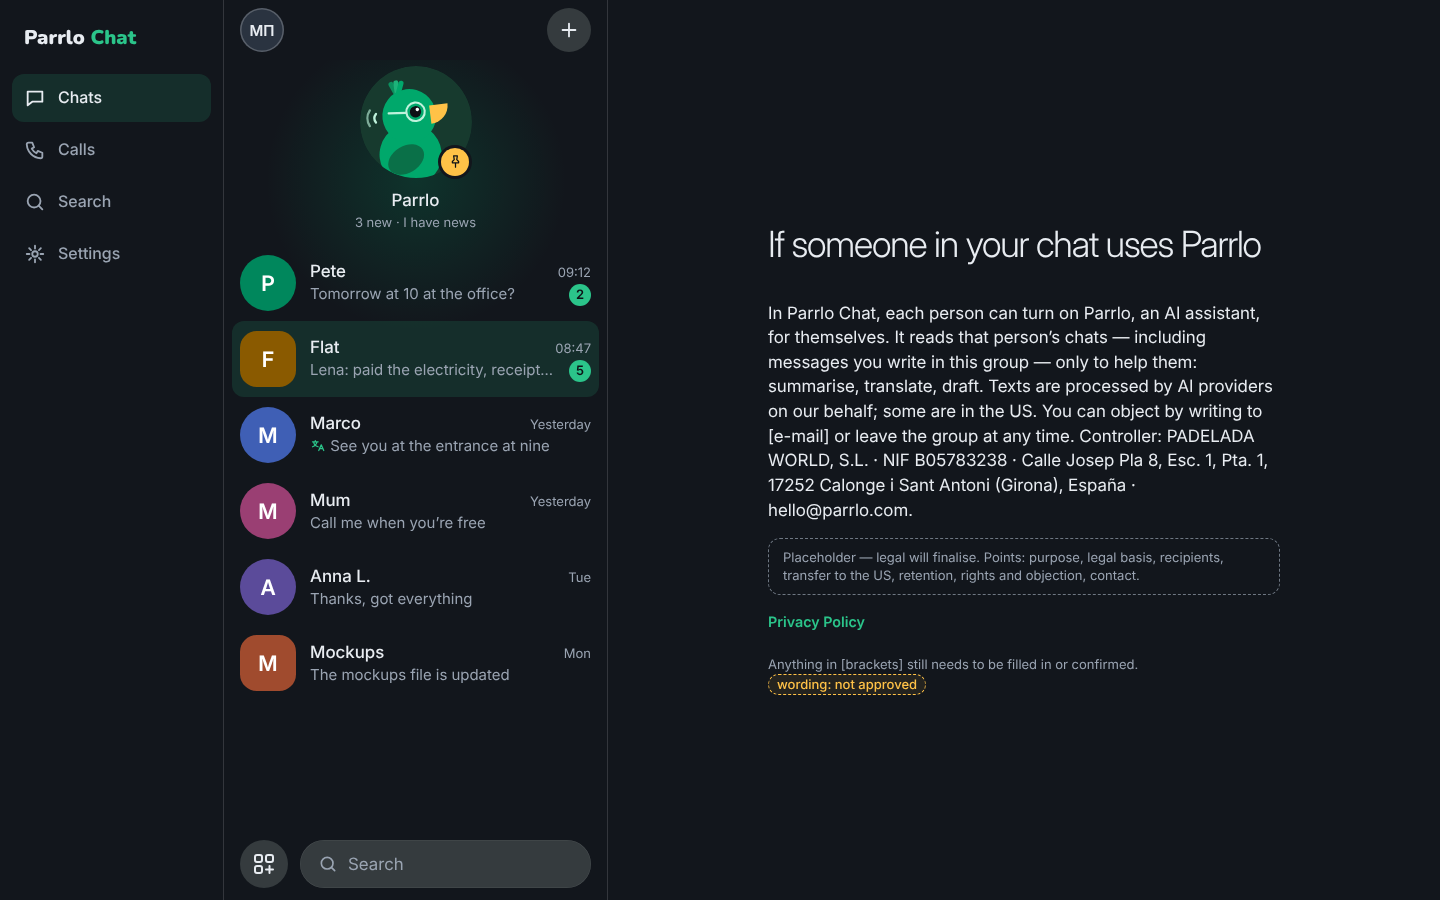 Parrlo Chat
Chats
Calls
Search
Settings
МП
Parrlo
3 new · I have news
P
Pete
09:12
Tomorrow at 10 at the office?
2
F
Flat
08:47
Lena: paid the electricity, receipt…
5
M
Marco
Yesterday
See you at the entrance at nine
M
Mum
Yesterday
Call me when you’re free
A
Anna L.
Tue
Thanks, got everything
M
Mockups
Mon
The mockups file is updated
Search
If someone in your chat uses Parrlo
In Parrlo Chat, each person can turn on Parrlo, an AI assistant,
for themselves. It reads that person’s chats — including
messages you write in this group — only to help them:
summarise, translate, draft. Texts are processed by AI providers
on our behalf; some are in the US. You can object by writing to
[e-mail] or leave the group at any time. Controller: PADELADA
WORLD, S.L. · NIF B05783238 · Calle Josep Pla 8, Esc. 1, Pta. 1,
17252 Calonge i Sant Antoni (Girona), España ·
hello@parrlo.com.
Placeholder — legal will finalise. Points: purpose, legal basis, recipients,
transfer to the US, retention, rights and objection, contact.
Privacy Policy
Anything in [brackets] still needs to be filled in or confirmed.
wording: not approved